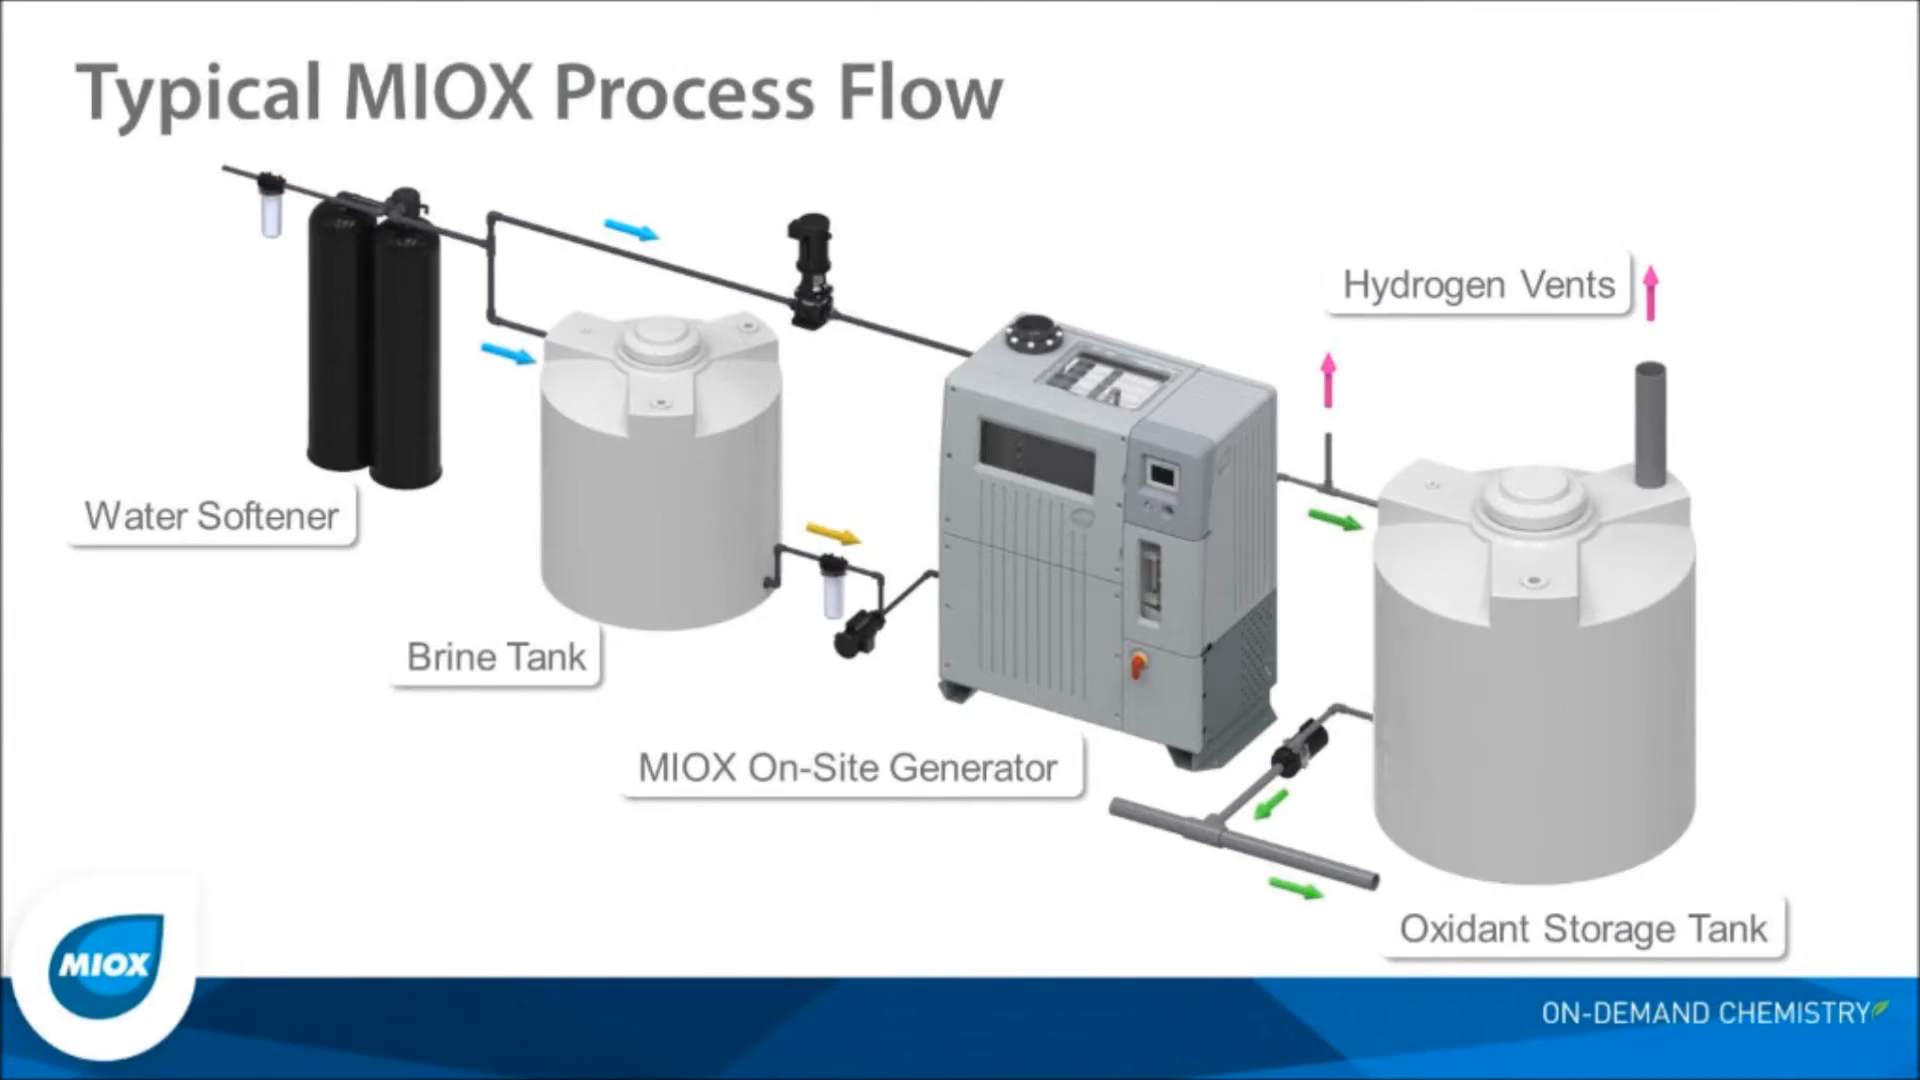 Typical MIOX Process Flow
Hydrogen Vents
Water Softener
Brine Tank
MIOX On-Site Generator
Oxidant Storage Tank
MIOX
ON-DEMAND CHEMISTRY